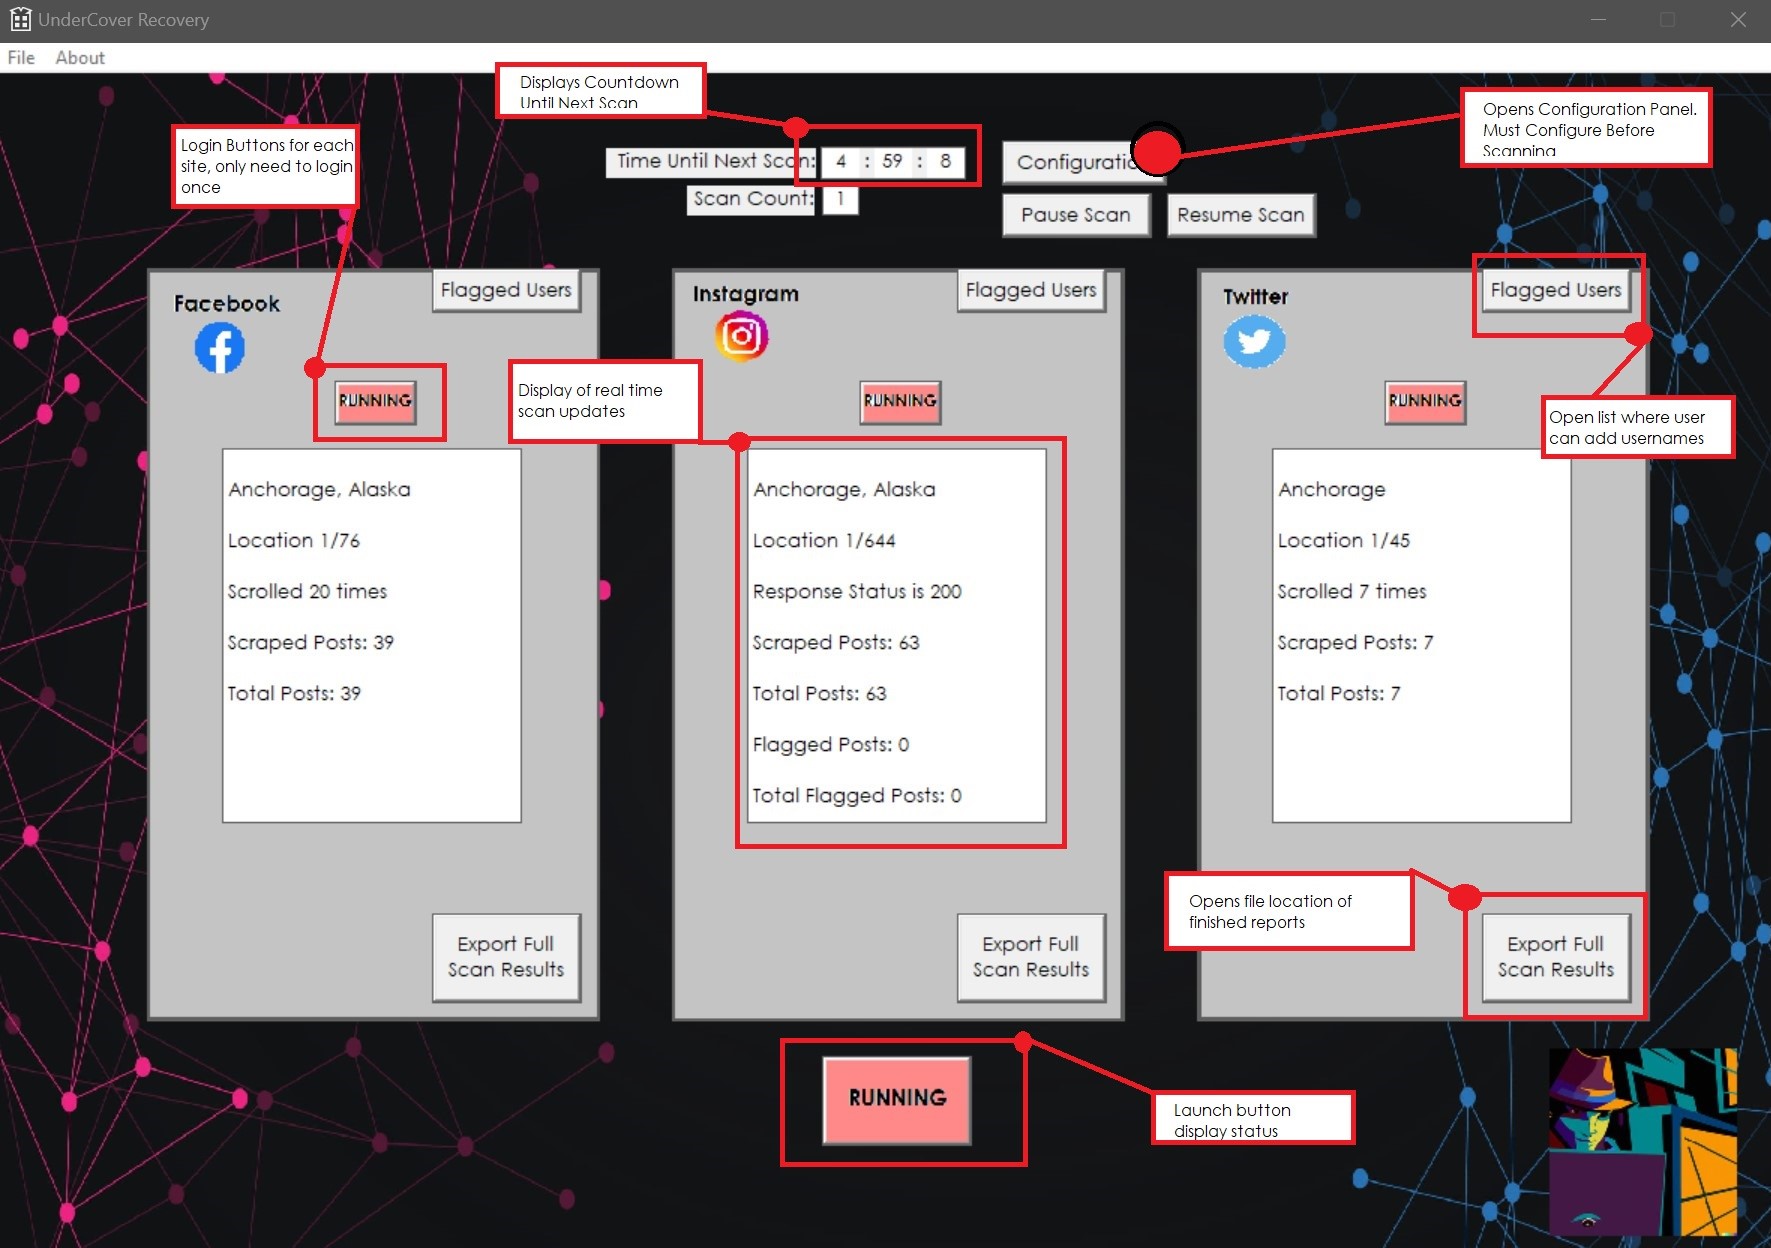 UnderCover Recovery
File About
Displays Countdown
Until Next Scan
Opens Configuration Panel.
Must Configure Before
Scanning
Login Buttons for each
site, only need to login
once
Time Until Next Scan: 4 : 59 : 8
Scan Count: 1
Configuratio
Pause Scan
Resume Scan
Facebook
Flagged Users
RUNNING
Anchorage, Alaska
Location 1/76
Scrolled 20 times
Scraped Posts: 39
Total Posts: 39
Export Full
Scan Results
Instagram
Flagged Users
Display of real time
scan updates
RUNNING
Anchorage, Alaska
Location 1/644
Response Status is 200
Scraped Posts: 63
Total Posts: 63
Flagged Posts: 0
Total Flagged Posts: 0
Export Full
Scan Results
Twitter
Flagged Users
Open list where user
can add usernames
RUNNING
Anchorage
Location 1/45
Scrolled 7 times
Scraped Posts: 7
Total Posts: 7
Opens file location of
finished reports
Export Full
Scan Results
RUNNING
Launch button
display status